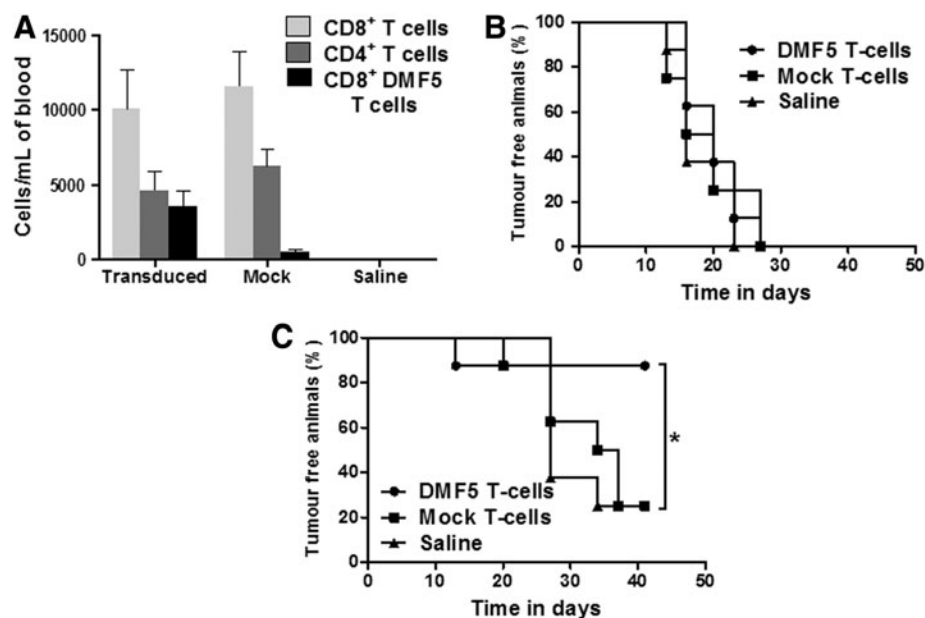 A
CD8+ T cells
CD4+ T cells
CD8+ DMF5
T cells
Cells/mL of blood
15000
10000
5000
0
Transduced
Mock
Saline
B
Tumour free animals (% )
100
80
60
40
20
0
DMF5 T-cells
Mock T-cells
Saline
0
10
20
30
40
50
Time in days
C
Tumour free animals (% )
100
80
60
40
20
0
*
DMF5 T-cells
Mock T-cells
Saline
0
10
20
30
40
50
Time in days